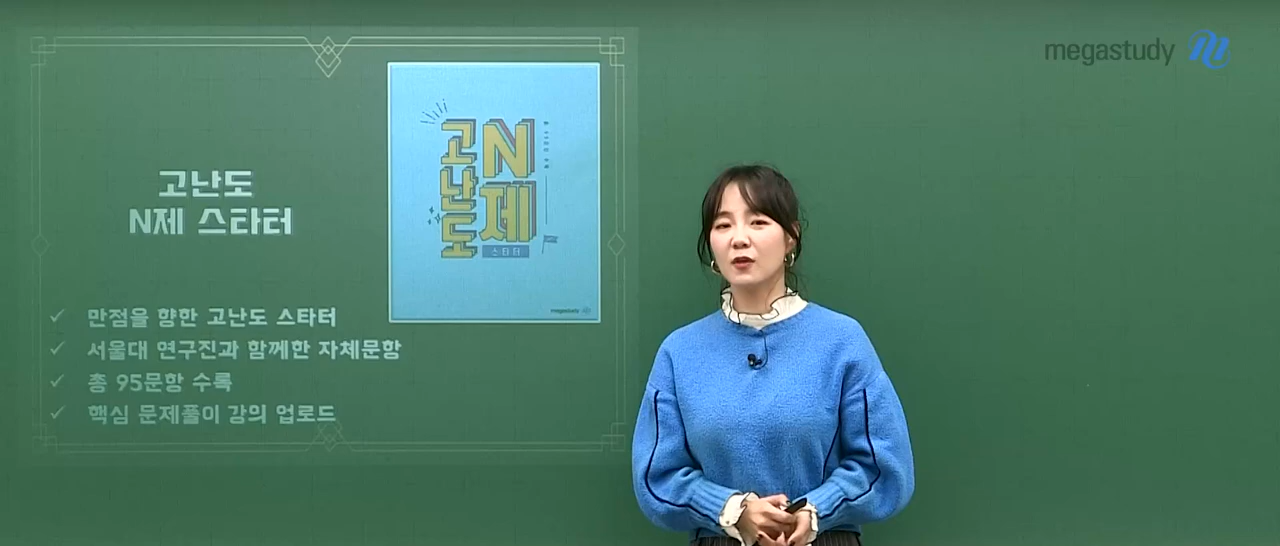 megastudy
고난도
N제 스타터
고난도
N제
스타터
megastudy
만점을 향한 고난도 스타터
서울대 연구진과 함께한 자체문항
총 95문항 수록
핵심 문제풀이 강의 업로드